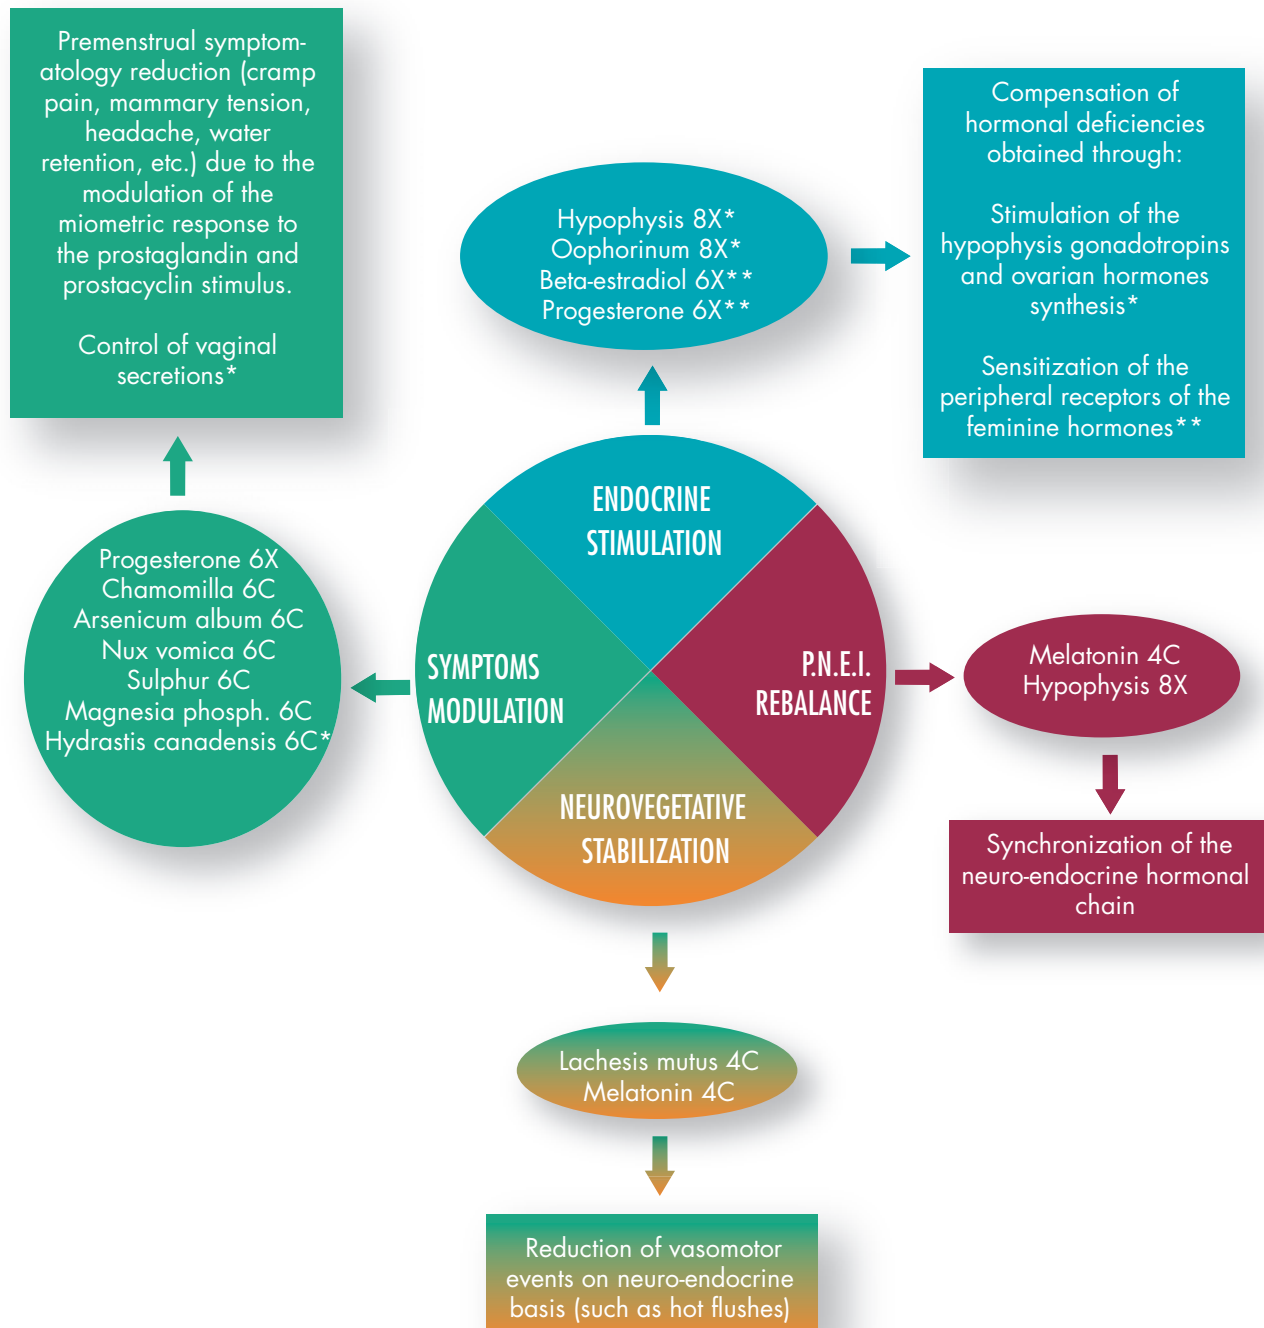 Premenstrual symptom-
atology reduction (cramp
pain, mammary tension,
headache, water
retention, etc.) due to the
modulation of the
miometric response to
the prostaglandin and
prostacyclin stimulus.
Control of vaginal
secretions*
Hypophysis 8X*
Oophorinum 8X*
Beta-estradiol 6X**
Progesterone 6X**
Compensation of
hormonal deficiencies
obtained through:
Stimulation of the
hypophysis gonadotropins
and ovarian hormones
synthesis*
Sensitization of the
peripheral receptors of the
feminine hormones**
ENDOCRINE
STIMULATION
Progesterone 6X
Chamomilla 6C
Arsenicum album 6C
Nux vomica 6C
Sulphur 6C
Magnesia phosph. 6C
Hydrastis canadensis 6C*
SYMPTOMS
MODULATION
P.N.E.I.
REBALANCE
Melatonin 4C
Hypophysis 8X
NEUROVEGETATIVE
STABILIZATION
Synchronization of the
neuro-endocrine hormonal
chain
Lachesis mutus 4C
Melatonin 4C
Reduction of vasomotor
events on neuro-endocrine
basis (such as hot flushes)